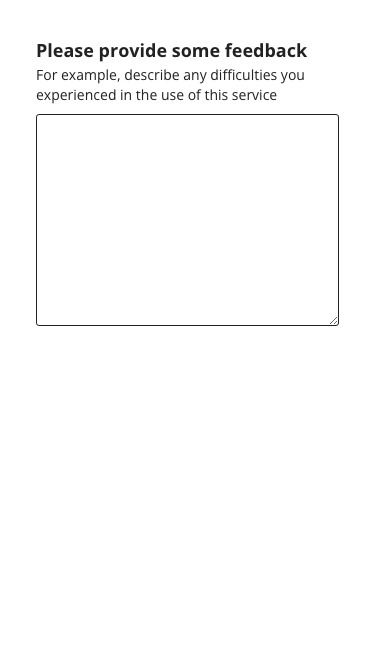 Please provide some feedback
For example, describe any difficulties you
experienced in the use of this service